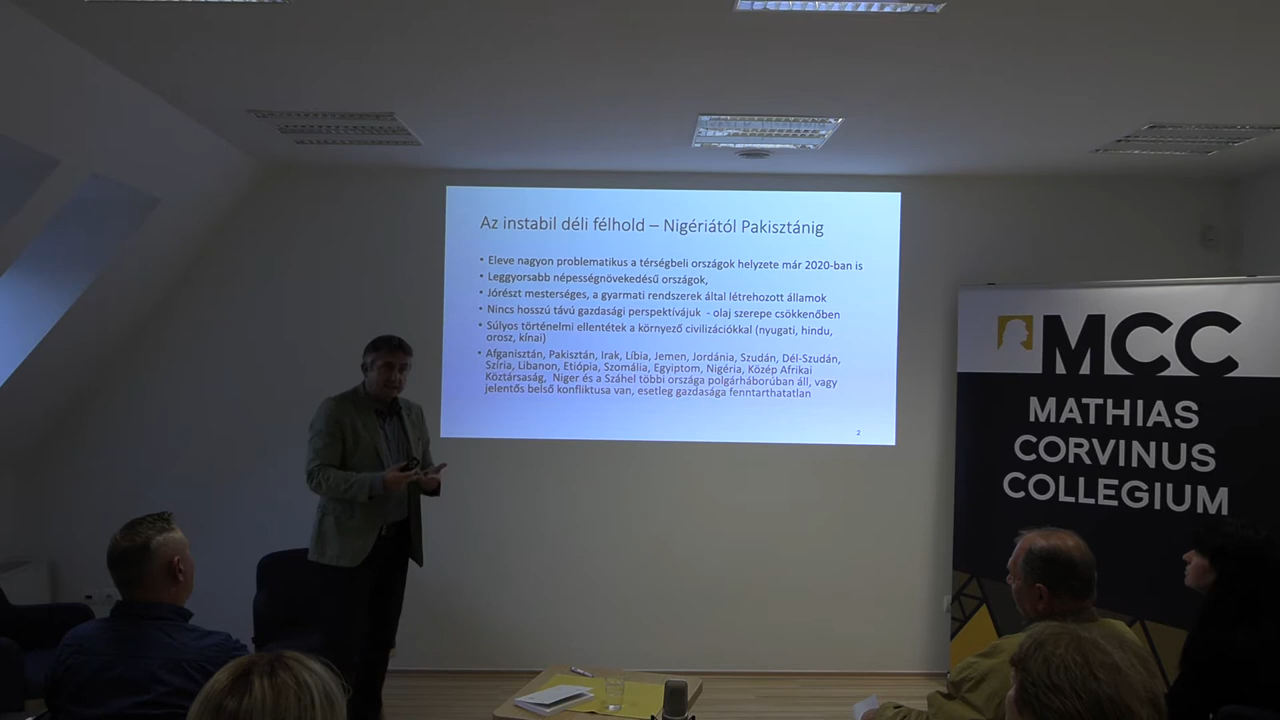 Az instabil déli félhold – Nigériától Pakisztánig
• Eleve nagyon problematikus a térségbeli országok helyzete már 2020-ban is
• Leggyorsabb népességnövekedésű országok,
• Jórészt mesterséges, a gyarmati rendszerek által létrehozott államok
• Nincs hosszú távú gazdasági perspektívájuk - olaj szerepe csökkenőben
• Súlyos történelmi ellentétek a környező civilizációkkal (nyugati, hindu,
orosz, kínai)
• Afganisztán, Pakisztán, Irak, Líbia, Jemen, Jordánia, Szudán, Dél-Szudán,
Szíria, Libanon, Etiópia, Szomália, Egyiptom, Nigéria, Közép Afrikai
Köztársaság, Niger és a Száhel többi országa polgárháborúban áll, vagy
jelentős belső konfliktusa van, esetleg gazdasága fenntarthatatlan
2
MCC
MATHIAS
CORVINUS
COLLEGIUM